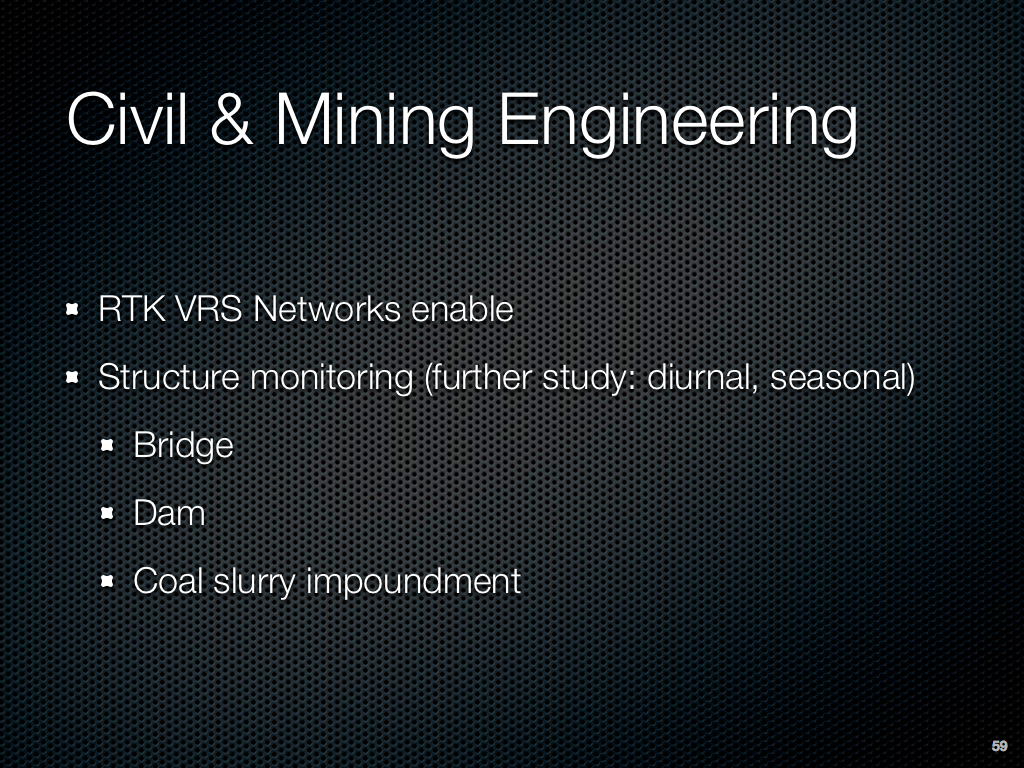 Civil & Mining Engineering
RTK VRS Networks enable
Structure monitoring (further study: diurnal, seasonal)
Bridge
Dam
Coal slurry impoundment
59